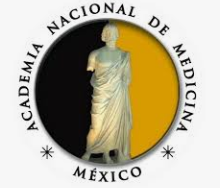 ACADEMIA NACIONAL DE MEDICINA
* MÉXICO *